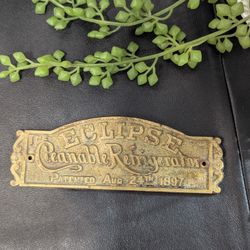 ECLIPSE
Cleanable Refrigerator
PATENTED AUG. 24TH 1897